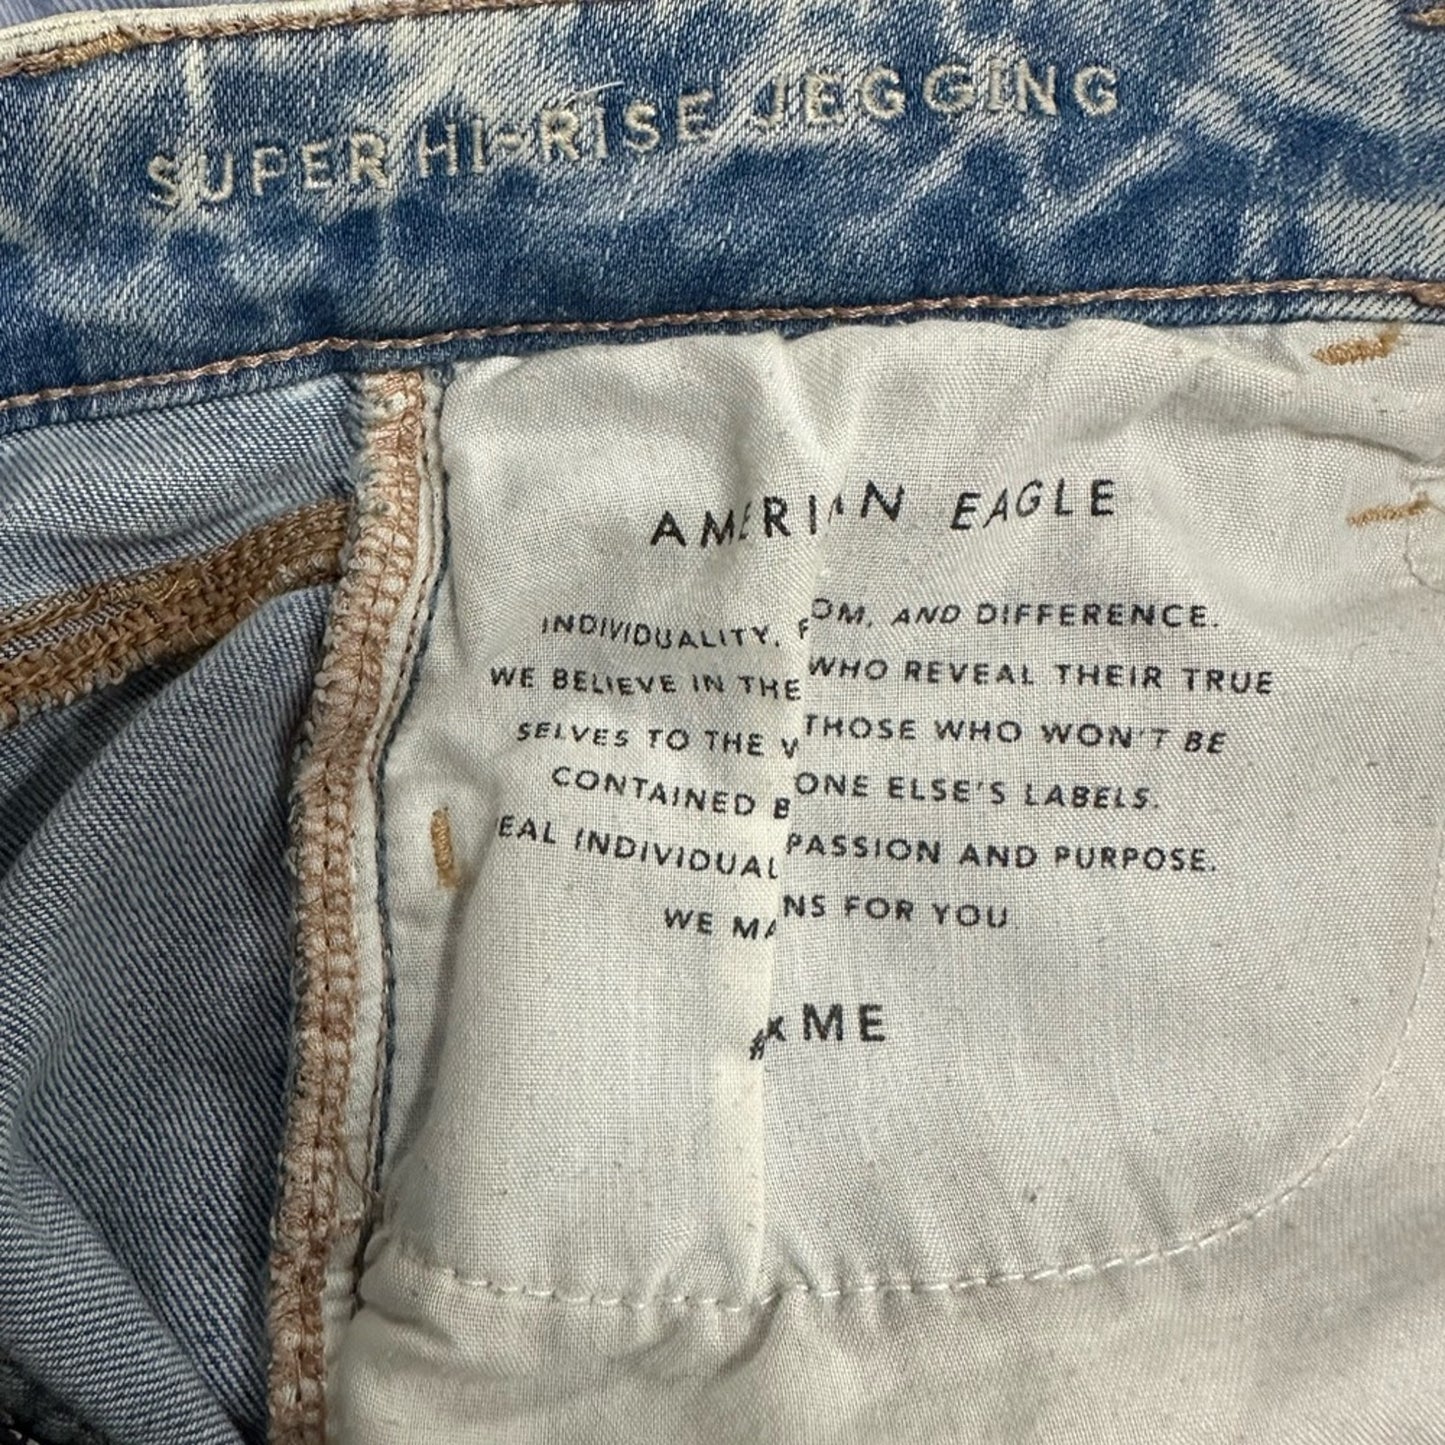 SUPER HI-RISE JEGGING
AMERIAN EAGLE
INDIVIDUALITY, AND DIFFERENCE.
WE BELIEVE IN THE WHO REVEAL THEIR TRUE
SELVES TO THE THOSE WHO WON'T BE
CONTAINED ONE ELSE'S LABELS.
INDIVIDUAL PASSION AND PURPOSE.
WE FOR YOU
ME